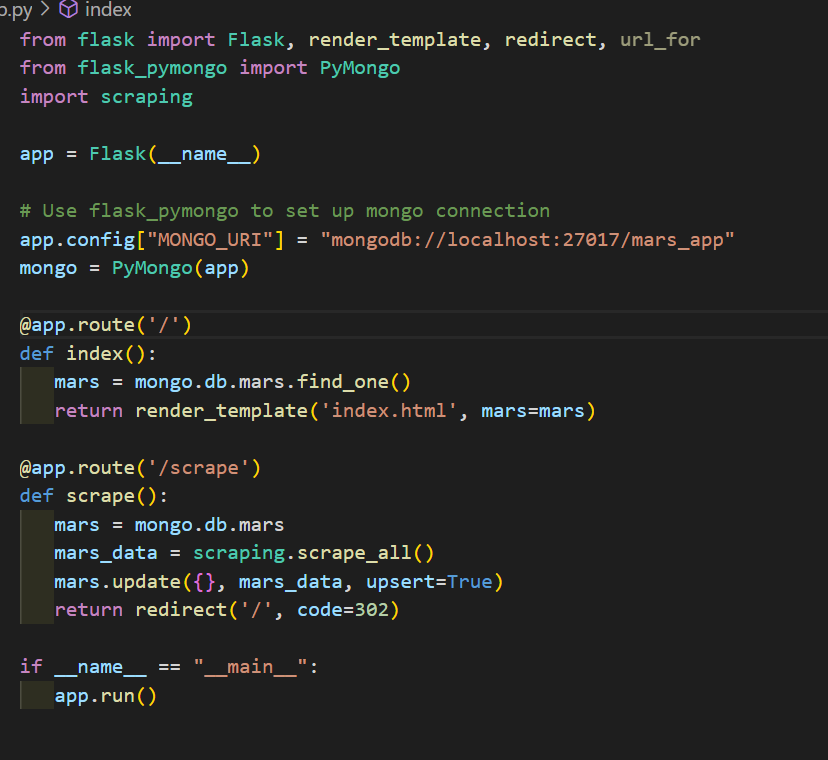 p.py > index
from flask import Flask, render_template, redirect, url_for
from flask_pymongo import PyMongo
import scraping

app = Flask(__name__)

# Use flask_pymongo to set up mongo connection
app.config["MONGO_URI"] = "mongodb://localhost:27017/mars_app"
mongo = PyMongo(app)

@app.route('/')
def index():
   mars = mongo.db.mars.find_one()
   return render_template('index.html', mars=mars)

@app.route('/scrape')
def scrape():
   mars = mongo.db.mars
   mars_data = scraping.scrape_all()
   mars.update({}, mars_data, upsert=True)
   return redirect('/', code=302)

if __name__ == "__main__":
   app.run()